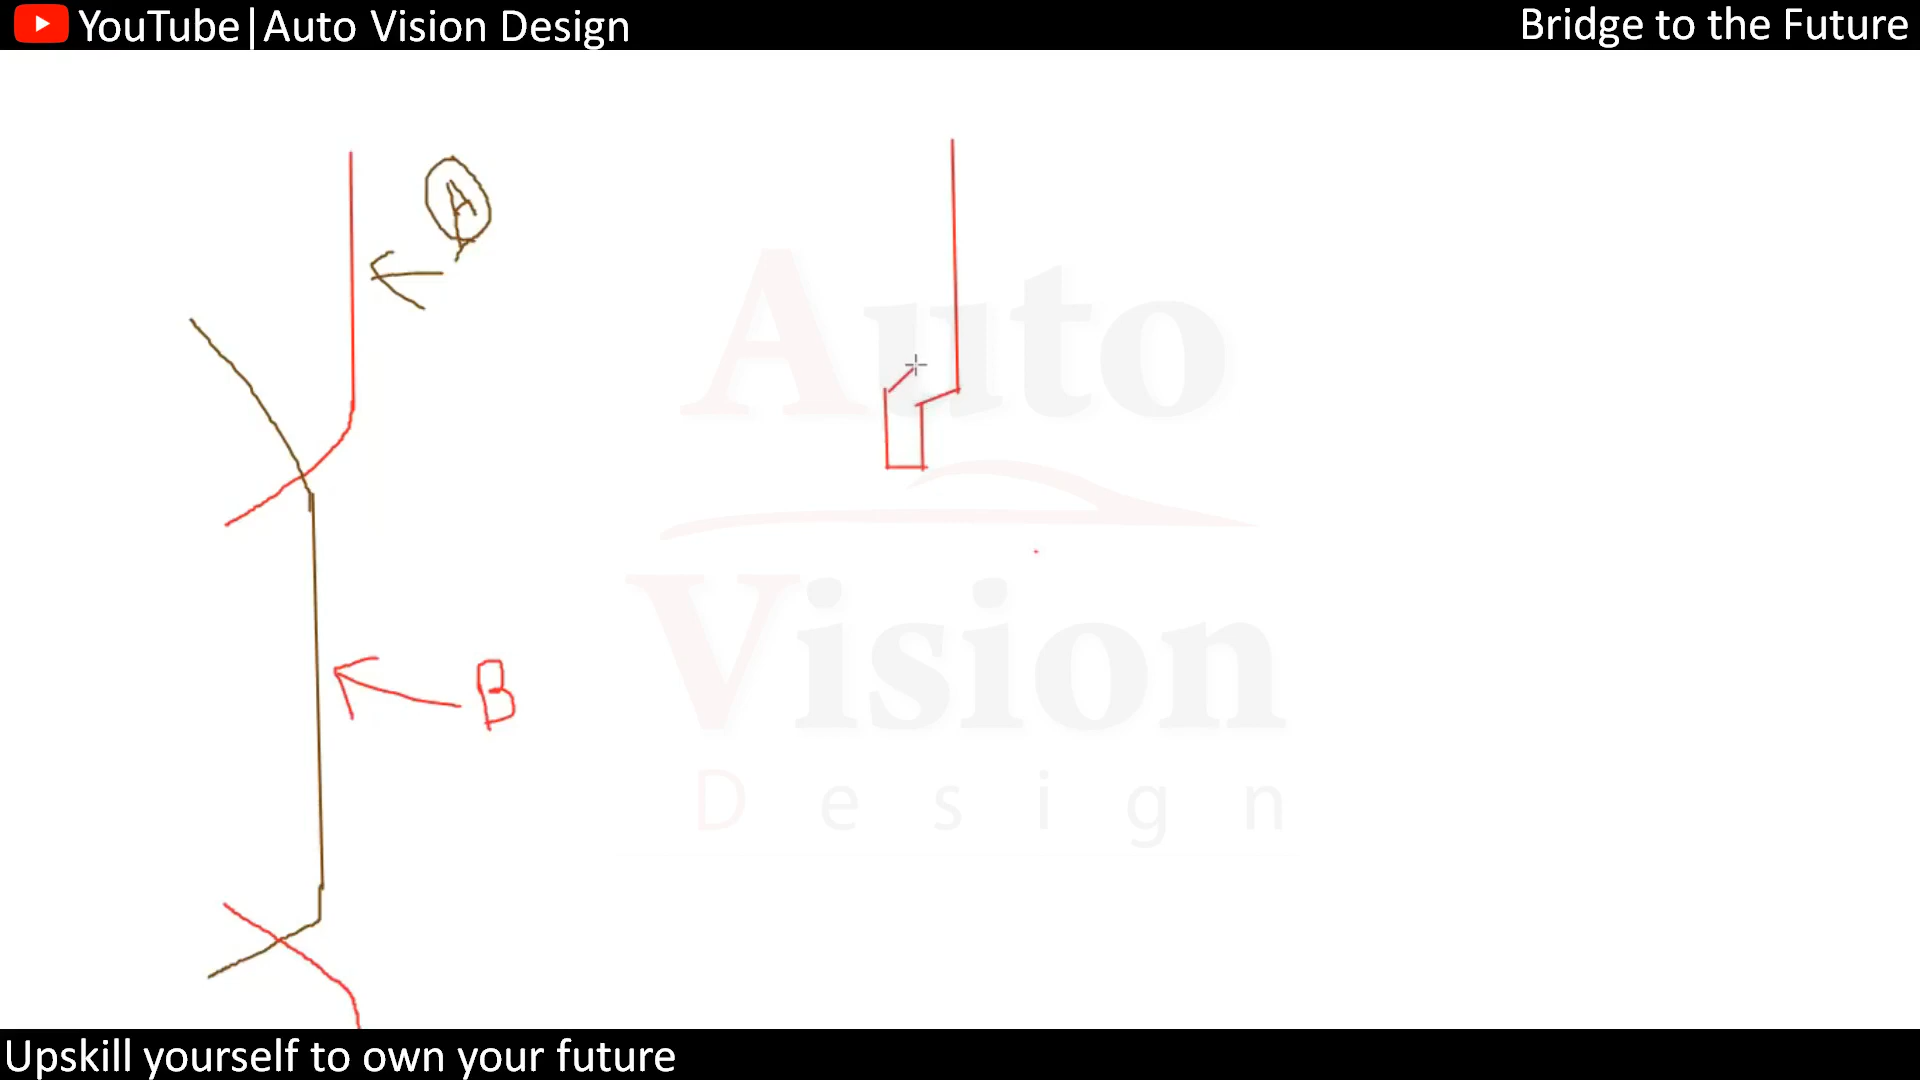 YouTube|Auto Vision Design
Bridge to the Future
A
Auto
B
Vision
Design
Upskill yourself to own your future